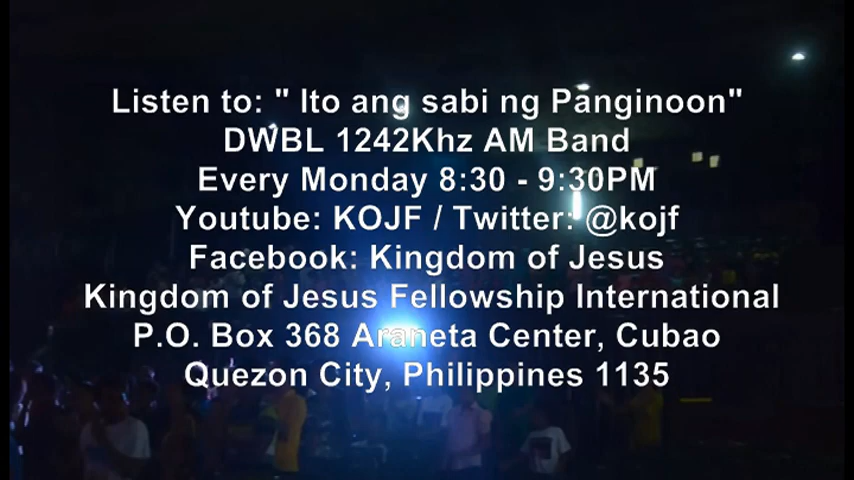 Listen to: " Ito ang sabi ng Panginoon"
DWBL 1242Khz AM Band
Every Monday 8:30 - 9:30PM
Youtube: KOJF / Twitter: @kojf
Facebook: Kingdom of Jesus
Kingdom of Jesus Fellowship International
P.O. Box 368 Araneta Center, Cubao
Quezon City, Philippines 1135